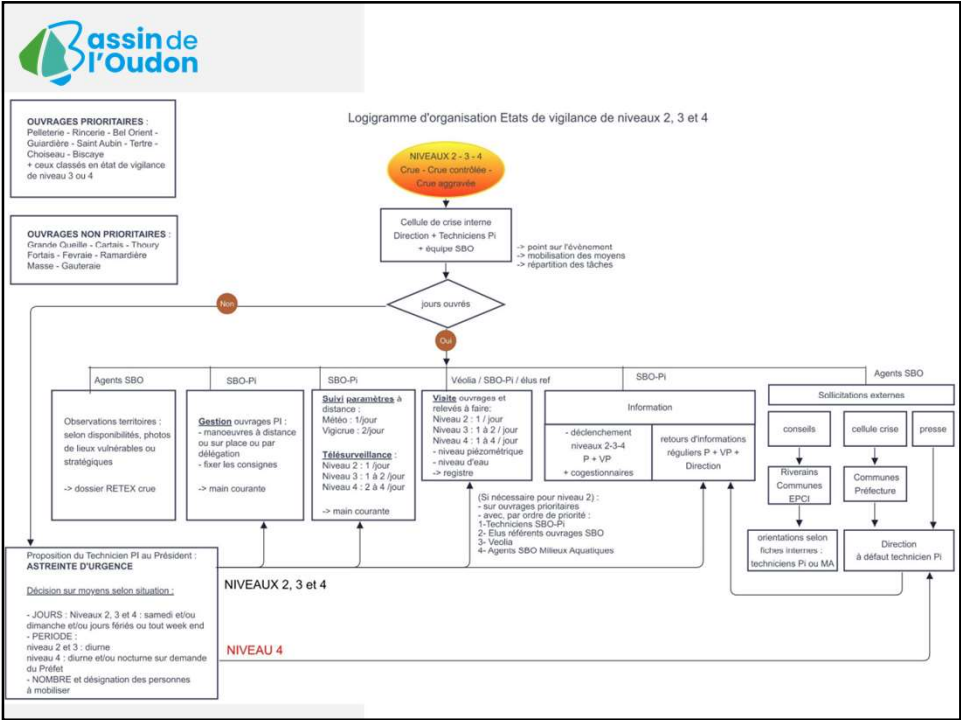 Bassin de
l'Oudon
OUVRAGES PRIORITAIRES :
Pelleterie - Rincerie - Bel Orient -
Guiardière - Saint Aubin - Tertre -
Choiseau - Biscaye
+ ceux classés en état de vigilance
de niveau 3 ou 4
OUVRAGES NON PRIORITAIRES :
Grande Queille - Cartais - Thoury
Fortais - Fevraie - Ramardière
Masse - Gauteraie
Logigramme d'organisation Etats de vigilance de niveaux 2, 3 et 4
NIVEAUX 2 - 3 - 4
Crue - Crue contrôlée -
Crue aggravée
Cellule de crise interne
Direction + Techniciens Pi
+ équipe SBO
-> point sur l'évènement
-> mobilisation des moyens
-> répartition des tâches
jours ouvrés
Non
Oui
Agents SBO
Observations territoires :
selon disponibilités, photos
de lieux vulnérables ou
stratégiques
-> dossier RETEX crue
SBO-Pi
Gestion ouvrages PI :
- manoeuvres à distance
ou sur place ou par
délégation
- fixer les consignes
-> main courante
SBO-Pi
Suivi paramètres à
distance :
Météo : 1/jour
Vigicrue : 2/jour
Télésurveillance :
Niveau 2 : 1 /jour
Niveau 3 : 1 à 2 /jour
Niveau 4 : 2 à 4 /jour
-> main courante
Véolia / SBO-Pi / élus ref
Visite ouvrages et
relevés à faire:
Niveau 2 : 1 / jour
Niveau 3 : 1 à 2 / jour
Niveau 4 : 1 à 4 / jour
- niveau piézométrique
- niveau d'eau
-> registre
(Si nécessaire pour niveau 2) :
- sur ouvrages prioritaires
- avec, par ordre de priorité :
1-Techniciens SBO-Pi
2- Elus référents ouvrages SBO
3- Veolia
4- Agents SBO Milieux Aquatiques
SBO-Pi
Information
- déclenchement
niveaux 2-3-4
P + VP
+ cogestionnaires
retours d'informations
réguliers P + VP +
Direction
Agents SBO
Sollicitations externes
conseils
cellule crise
presse
Riverains
Communes
EPCI
Communes
Préfecture
orientations selon
fiches internes :
techniciens Pi ou MA
Direction
à défaut technicien Pi
Proposition du Technicien PI au Président :
ASTREINTE D'URGENCE
Décision sur moyens selon situation :
- JOURS : Niveaux 2, 3 et 4 : samedi et/ou
dimanche et/ou jours fériés ou tout week end
- PERIODE :
niveau 2 et 3 : diurne
niveau 4 : diurne et/ou nocturne sur demande
du Préfet
- NOMBRE et désignation des personnes
à mobiliser
NIVEAUX 2, 3 et 4
NIVEAU 4